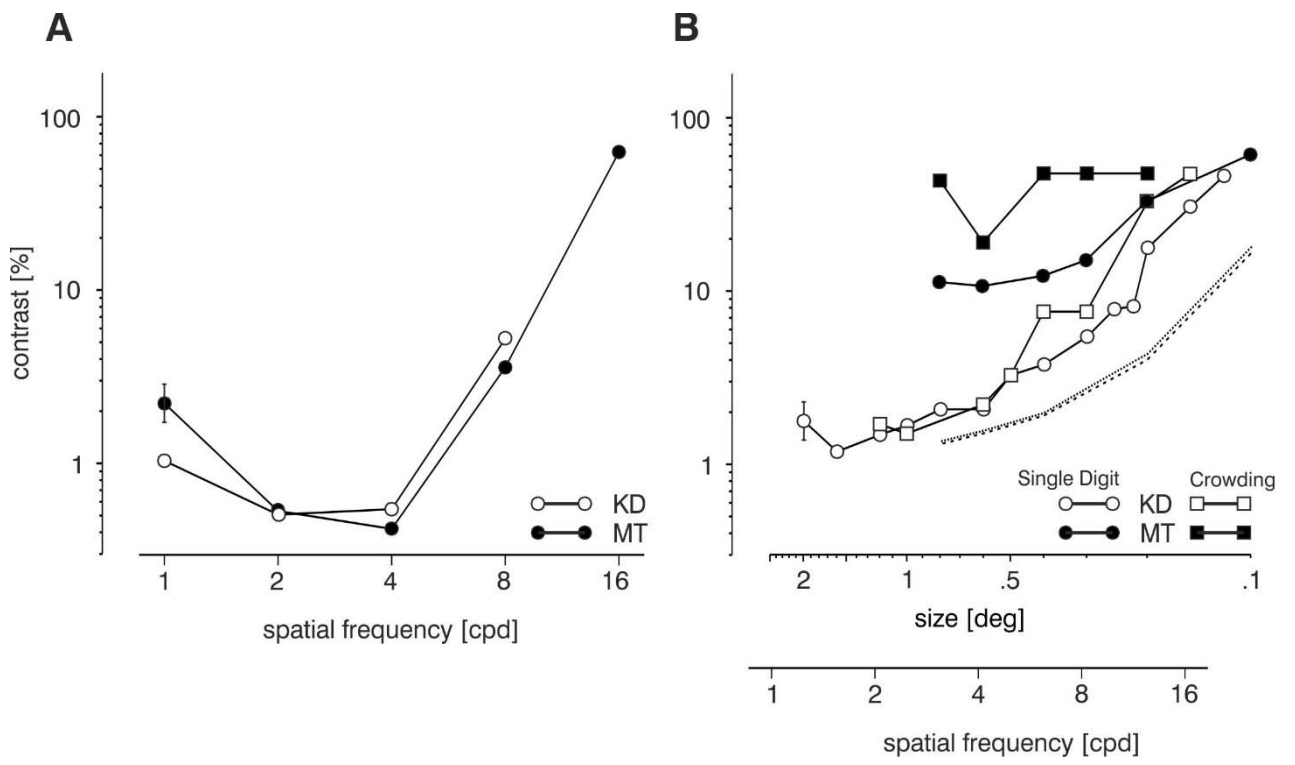 A
100
10
1
contrast [%]
KD
MT
1 2 4 8 16
spatial frequency [cpd]
B
100
10
1
Single Digit Crowding
KD
MT
2 1 .5 .1
size [deg]
1 2 4 8 16
spatial frequency [cpd]